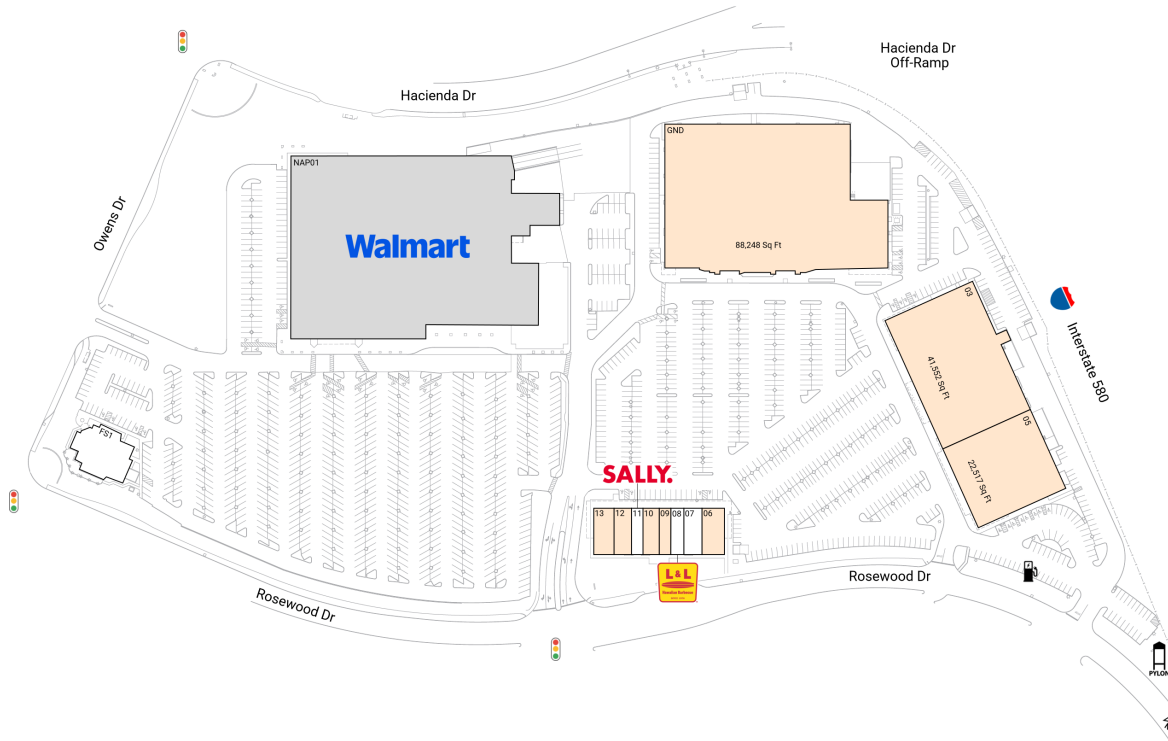 Hacienda Dr
Off-Ramp
Hacienda Dr
GND
NAP01
Owens Dr
Walmart
88,248 Sq Ft
03
Interstate 580
41,552 Sq Ft
05
FS1
22,517 Sq Ft
SALLY.
13
12
11
10
09
08
07
06
L & L
Hawaiian Barbecue
Rosewood Dr
Rosewood Dr
PYLON